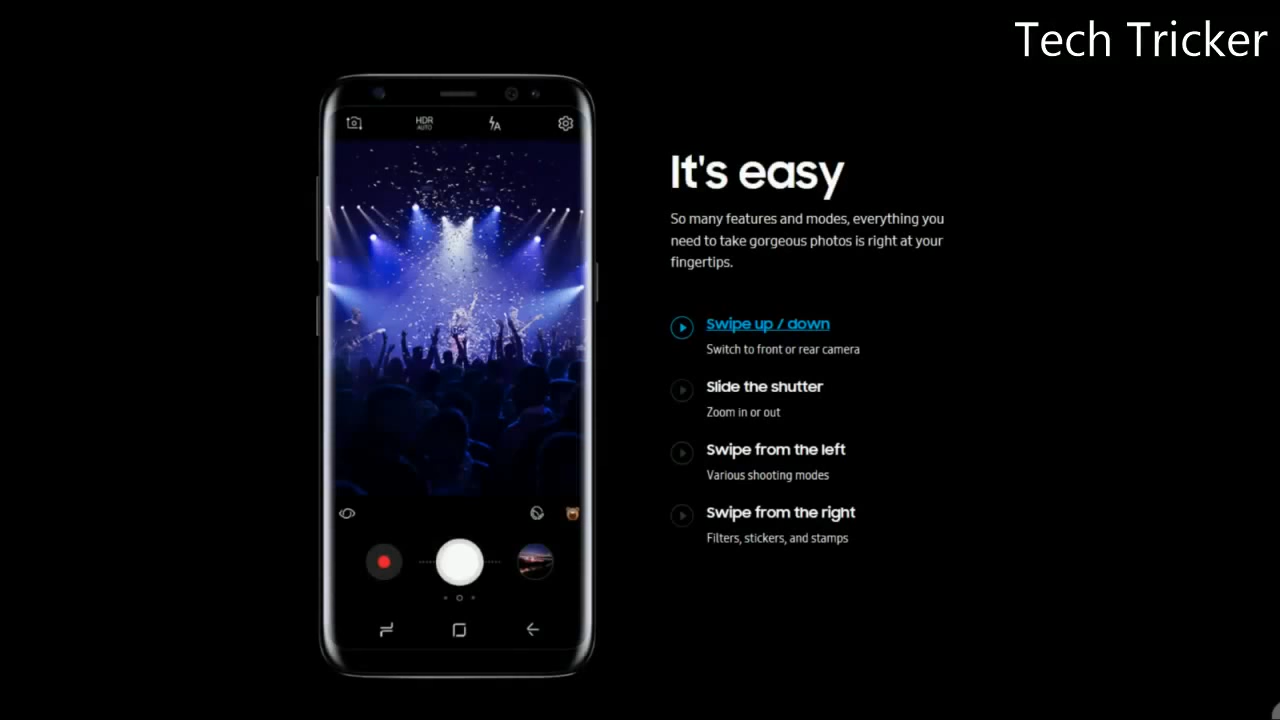 Tech Tricker
HDR
AUTO
A
It's easy
So many features and modes, everything you
need to take gorgeous photos is right at your
fingertips.
Swipe up / down
Switch to front or rear camera
Slide the shutter
Zoom in or out
Swipe from the left
Various shooting modes
Swipe from the right
Filters, stickers, and stamps